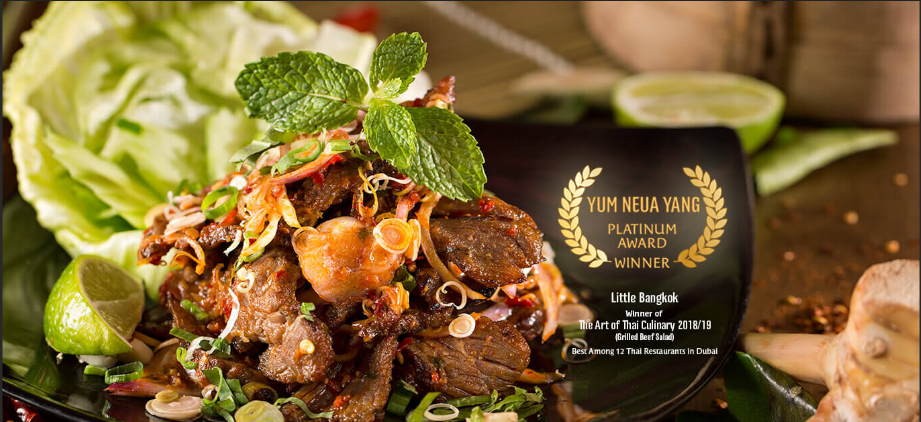 YUM NEUA YANG
PLATINUM
AWARD
WINNER
Little Bangkok
Winner of
The Art of Thai Culinary 2018/19
(Grilled Beef Salad)
Best Among 12 Thai Restaurants in Dubai